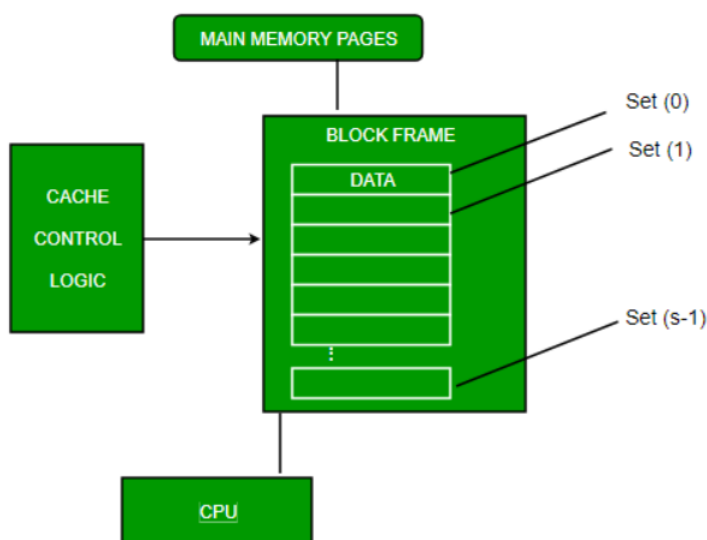 MAIN MEMORY PAGES
Set (0)
BLOCK FRAME
Set (1)
DATA
CACHE
CONTROL
LOGIC
Set (s-1)
CPU